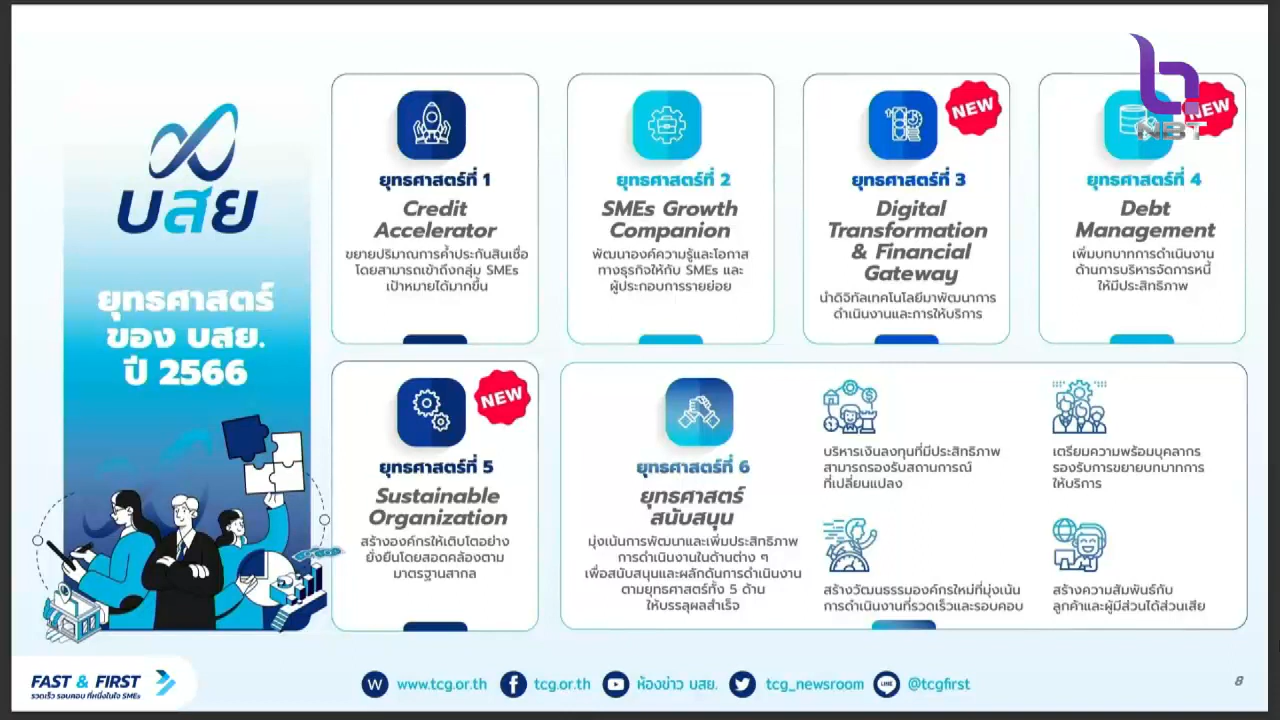 NBT
บสย
ยุทธศาสตร์
ของ บสย.
ปี 2566
ยุทธศาสตร์ที่ 1
Credit
Accelerator
ขยายปริมาณการค้ำประกันสินเชื่อ
โดยสามารถเข้าถึงกลุ่ม SMEs
เป้าหมายได้มากขึ้น
ยุทธศาสตร์ที่ 2
SMEs Growth
Companion
พัฒนาองค์ความรู้และโอกาส
ทางธุรกิจให้กับ SMEs และ
ผู้ประกอบการรายย่อย
NEW
ยุทธศาสตร์ที่ 3
Digital
Transformation
& Financial
Gateway
นำดิจิทัลเทคโนโลยีมาพัฒนาการ
ดำเนินงานและการให้บริการ
NEW
ยุทธศาสตร์ที่ 4
Debt
Management
เพิ่มบทบาทการดำเนินงาน
ด้านการบริหารจัดการหนี้
ให้มีประสิทธิภาพ
NEW
ยุทธศาสตร์ที่ 5
Sustainable
Organization
สร้างองค์กรให้เติบโตอย่าง
ยั่งยืนโดยสอดคล้องตาม
มาตรฐานสากล
ยุทธศาสตร์ที่ 6
ยุทธศาสตร์
สนับสนุน
มุ่งเน้นการพัฒนาและเพิ่มประสิทธิภาพ
การดำเนินงานในด้านต่าง ๆ
เพื่อสนับสนุนและผลักดันการดำเนินงาน
ตามยุทธศาสตร์ทั้ง 5 ด้าน
ให้บรรลุผลสำเร็จ
บริหารเงินลงทุนที่มีประสิทธิภาพ
สามารถรองรับสถานการณ์
ที่เปลี่ยนแปลง
เตรียมความพร้อมบุคลากร
รองรับการขยายบทบาทการ
ให้บริการ
สร้างวัฒนธรรมองค์กรใหม่ที่มุ่งเน้น
การดำเนินงานที่รวดเร็วและรอบคอบ
สร้างความสัมพันธ์กับ
ลูกค้าและผู้มีส่วนได้ส่วนเสีย
FAST & FIRST
รวดเร็ว รอบคอบ ที่หนึ่งในใจ SMEs
W www.tcg.or.th tcg.or.th ห้องข่าว บสย. tcg_newsroom LINE @tcgfirst
8